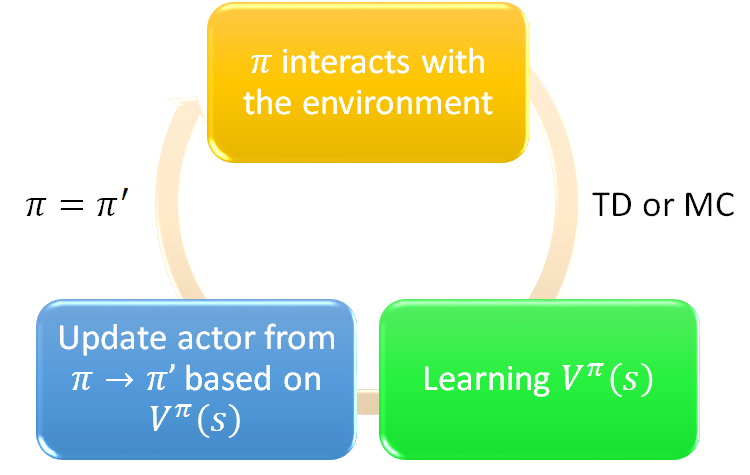 π interacts with
the environment
π = π′
TD or MC
Update actor from
π → π’ based on
V^π(s)
Learning V^π(s)